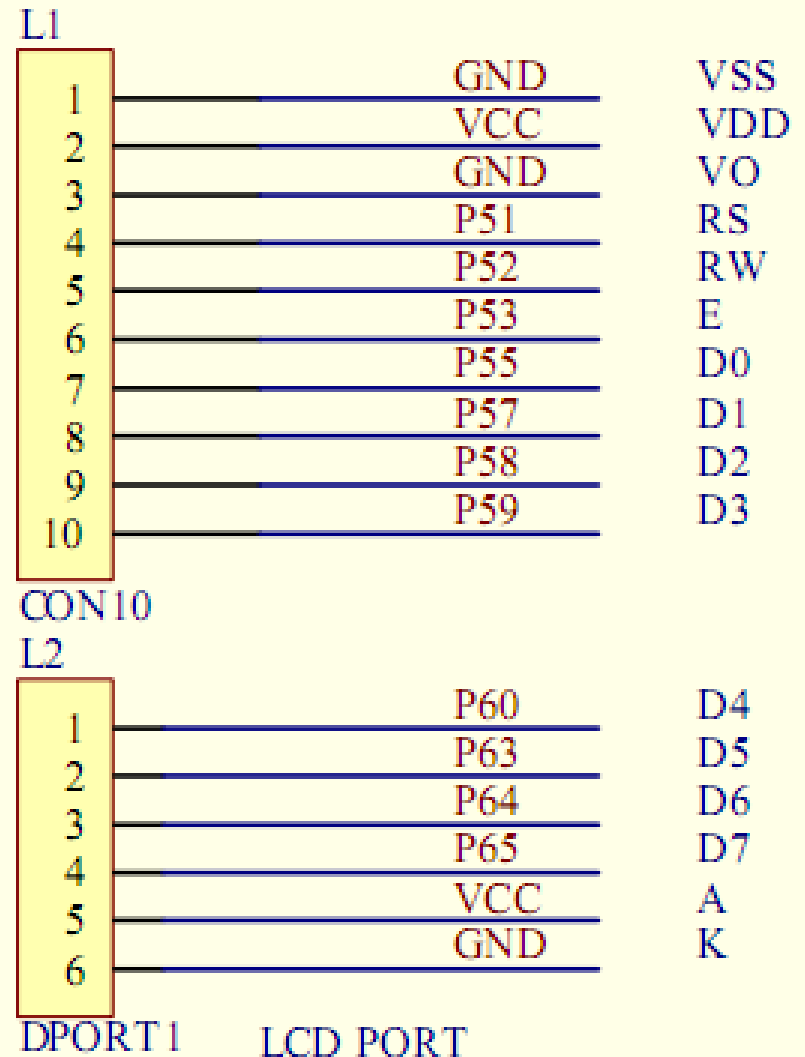 L1
1 GND VSS
2 VCC VDD
3 GND VO
4 P51 RS
5 P52 RW
6 P53 E
7 P55 D0
8 P57 D1
9 P58 D2
10 P59 D3
CON10
L2
1 P60 D4
2 P63 D5
3 P64 D6
4 P65 D7
5 VCC A
6 GND K
DPORT1 LCD PORT